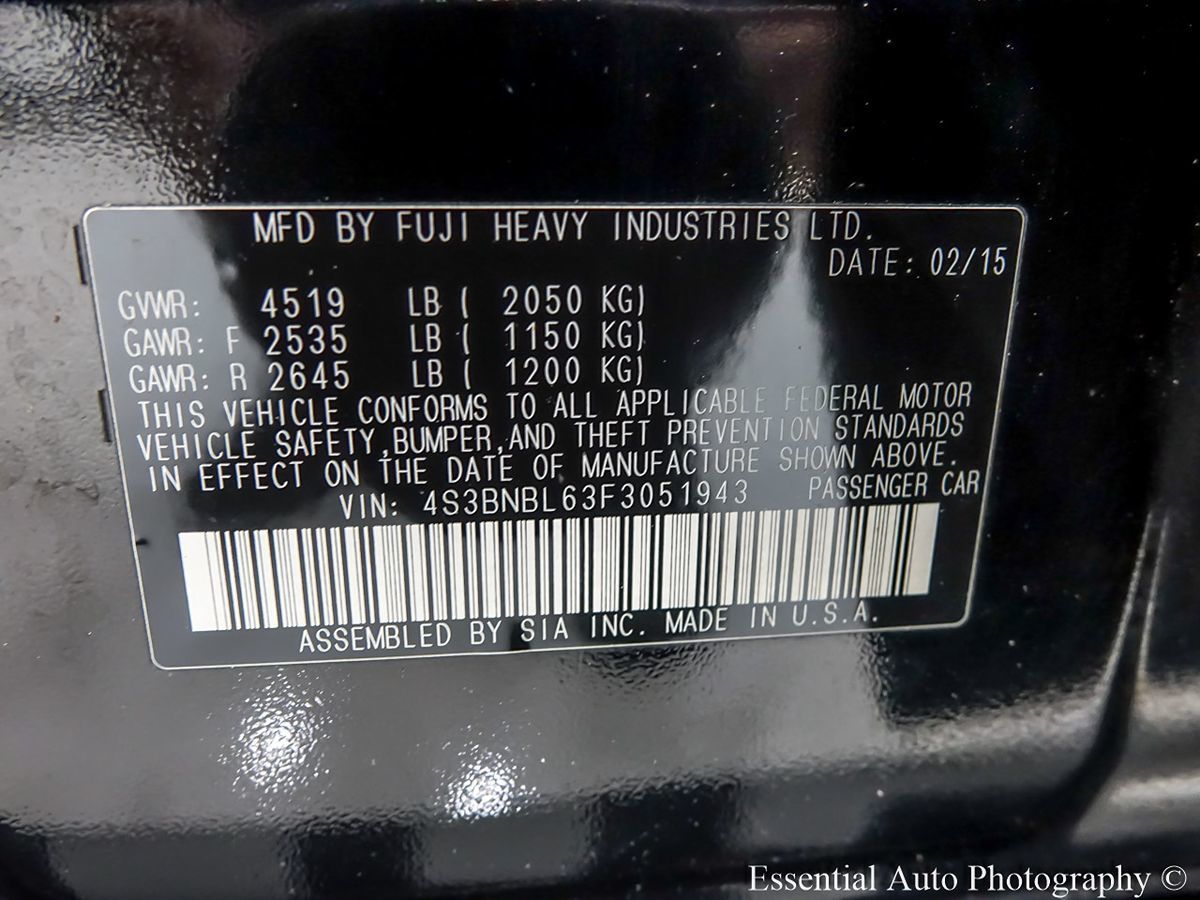 MFD BY FUJI HEAVY INDUSTRIES LTD.
DATE: 02/15
GVWR: 4519 LB ( 2050 KG)
GAWR: F 2535 LB ( 1150 KG)
GAWR: R 2645 LB ( 1200 KG)
THIS VEHICLE CONFORMS TO ALL APPLICABLE FEDERAL MOTOR
VEHICLE SAFETY,BUMPER,AND THEFT PREVENTION STANDARDS
IN EFFECT ON THE DATE OF MANUFACTURE SHOWN ABOVE.
VIN: 4S3BNBL63F3051943 PASSENGER CAR
ASSEMBLED BY SIA INC. MADE IN U.S.A.
Essential Auto Photography ©